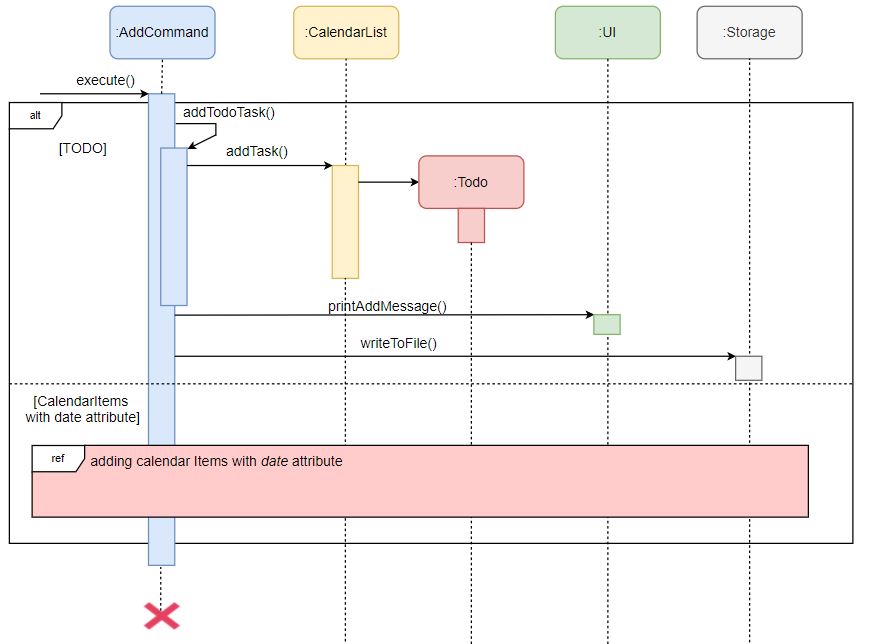 :AddCommand
:CalendarList
:UI
:Storage
execute()
alt
addTodoTask()
[TODO]
addTask()
:Todo
printAddMessage()
writeToFile()
[CalendarItems
with date attribute]
ref
adding calendar Items with date attribute